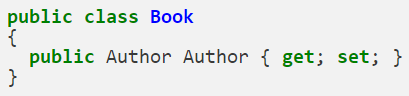 public class Book
{
  public Author Author { get; set; }
}